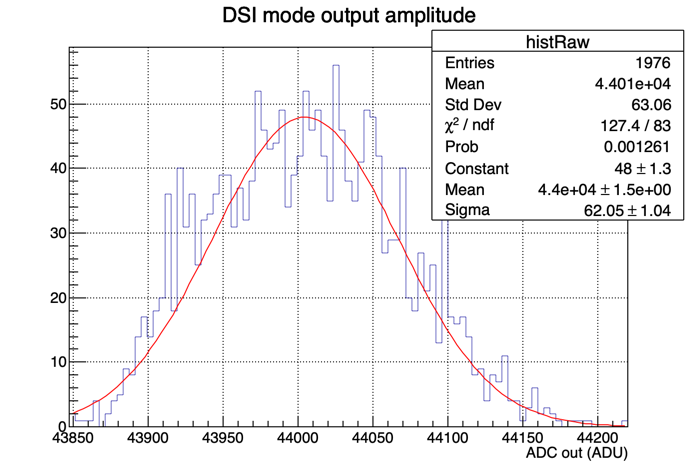 DSI mode output amplitude
histRaw
Entries 1976
Mean 4.401e+04
Std Dev 63.06
χ² / ndf 127.4 / 83
Prob 0.001261
Constant 48 ± 1.3
Mean 4.4e+04 ± 1.5e+00
Sigma 62.05 ± 1.04
50
40
30
20
10
0
43850 43900 43950 44000 44050 44100 44150 44200
ADC out (ADU)